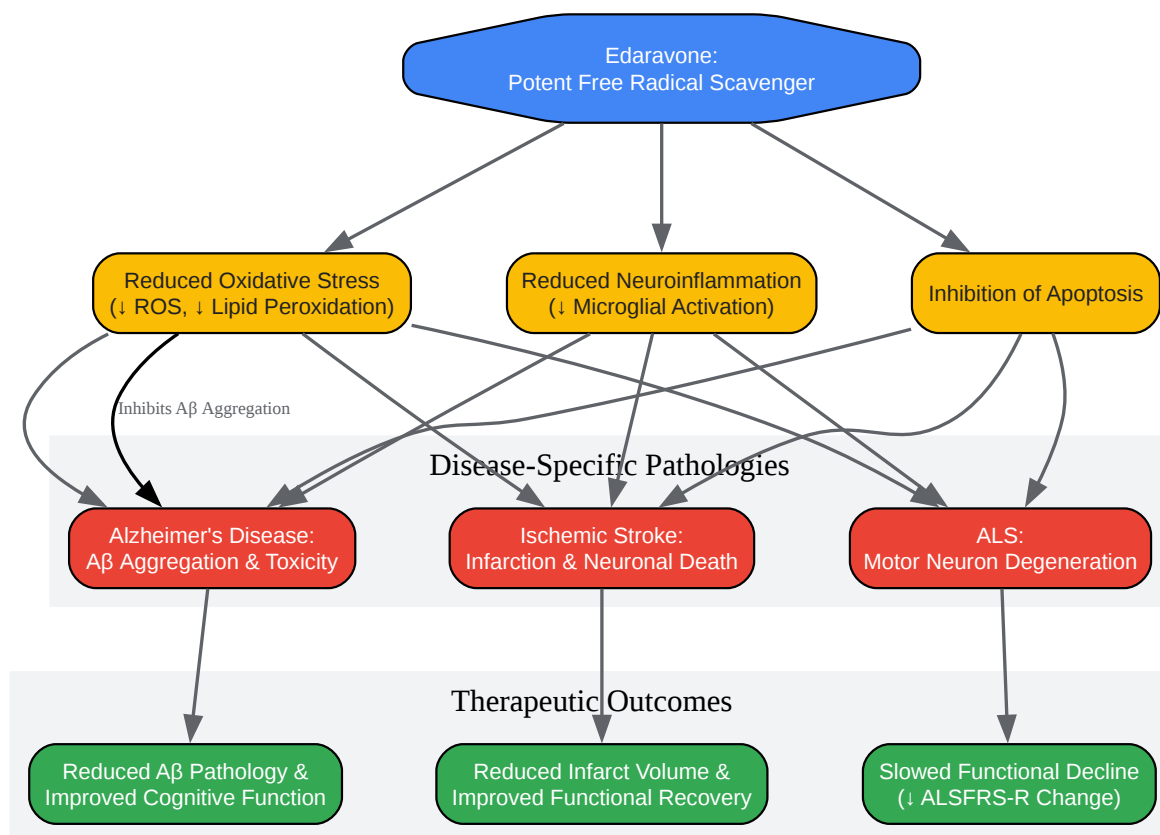 Edaravone:
Potent Free Radical Scavenger
Reduced Oxidative Stress
(↓ ROS, ↓ Lipid Peroxidation)
Reduced Neuroinflammation
(↓ Microglial Activation)
Inhibition of Apoptosis
Inhibits Aβ Aggregation
Disease-Specific Pathologies
Alzheimer's Disease:
Aβ Aggregation & Toxicity
Ischemic Stroke:
Infarction & Neuronal Death
ALS:
Motor Neuron Degeneration
Therapeutic Outcomes
Reduced Aβ Pathology &
Improved Cognitive Function
Reduced Infarct Volume &
Improved Functional Recovery
Slowed Functional Decline
(↓ ALSFRS-R Change)